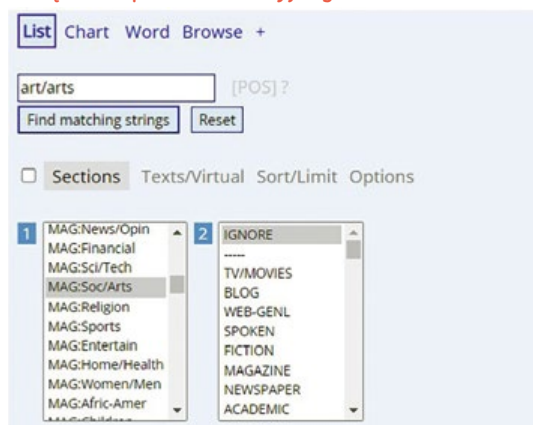 List Chart Word Browse +
art/arts [POS] ?
Find matching strings Reset
Sections Texts/Virtual Sort/Limit Options
1
MAG:News/Opin
MAG:Financial
MAG:Sci/Tech
MAG:Soc/Arts
MAG:Religion
MAG:Sports
MAG:Entertain
MAG:Home/Health
MAG:Women/Men
MAG:Afric-Amer
2
IGNORE
-----
TV/MOVIES
BLOG
WEB-GENL
SPOKEN
FICTION
MAGAZINE
NEWSPAPER
ACADEMIC